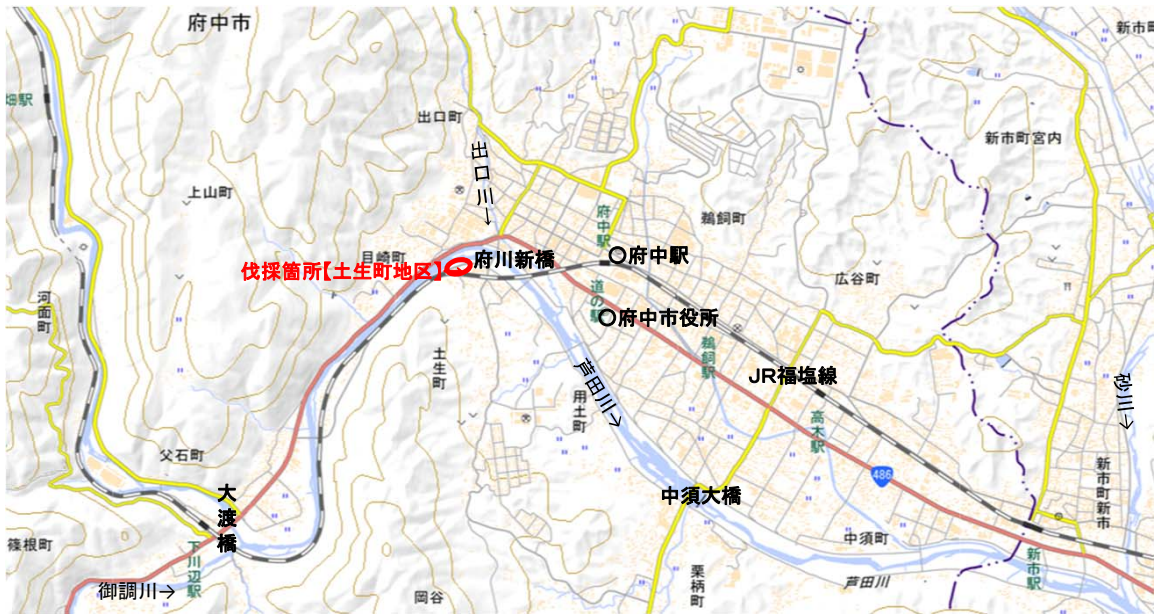 府中市
新市町
畑駅
出口町
新市町宮内
出口川→
上山町
府中駅
鵜飼町
目崎町
府川新橋
○府中駅
伐採箇所【土生町地区】
広谷町
河面町
道の駅
○府中市役所
土生町
鵜飼駅
JR福塩線
芦田川→
用土町
砂川→
高木駅
父石町
486
新市町新市
大渡橋
中須大橋
篠根町
下川辺駅
中須町
新市駅
御調川→
岡谷
栗柄町
芦田川